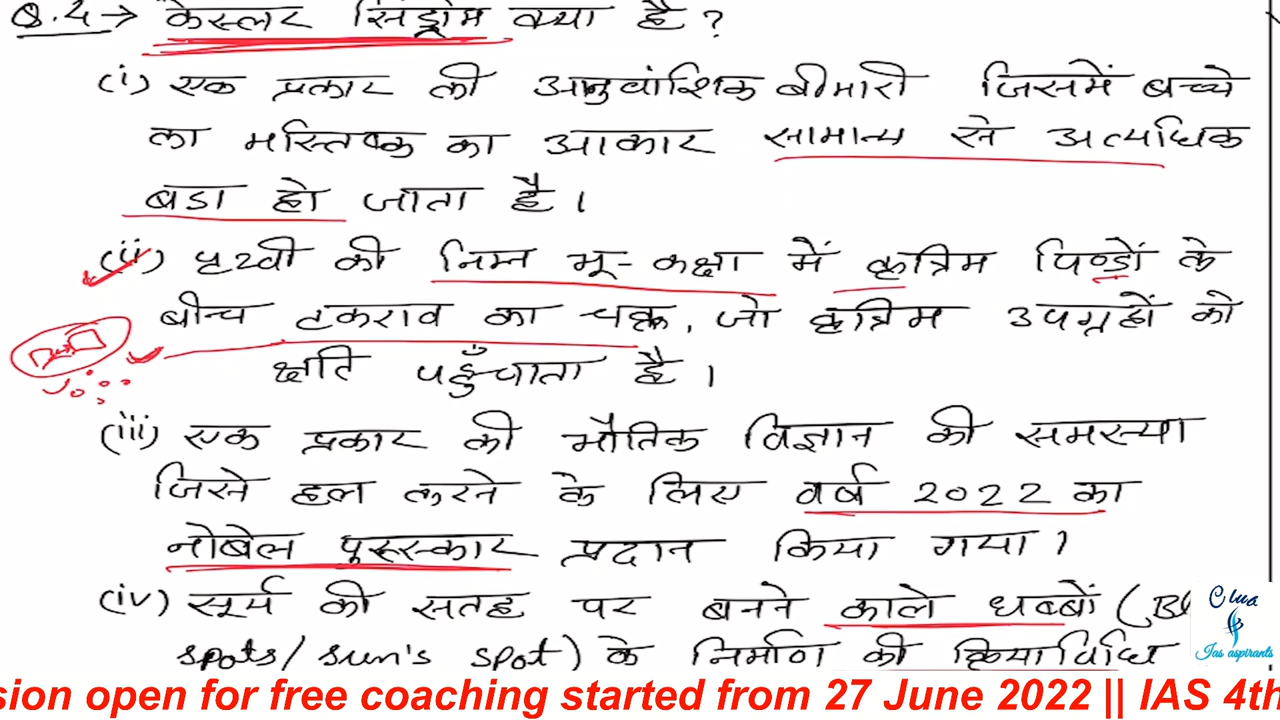 Q.4→ केस्लर सिंड्रोम क्या है?
(i) एक प्रकार की आनुवांशिक बीमारी जिसमें बच्चे
का मस्तिष्क का आकार सामान्य से अत्यधिक
बडा हो जाता है।
(ii) पृथ्वी की निम्न भू-कक्षा में कृत्रिम पिण्डों के
बीच टकराव का चक्र, जो कृत्रिम उपग्रहों को
क्षति पहुँचाता है।
(iii) एक प्रकार की भौतिक विज्ञान की समस्या
जिसे हल करने के लिए वर्ष 2022 का
नोबेल पुरुस्कार प्रदान किया गया।
(iv) सूर्य की सतह पर बनने काले धब्बों (
spots/sun's spot) के निर्माण की क्रियाविधि
Clua
Ias aspirants
sion open for free coaching started from 27 June 2022 || IAS 4th